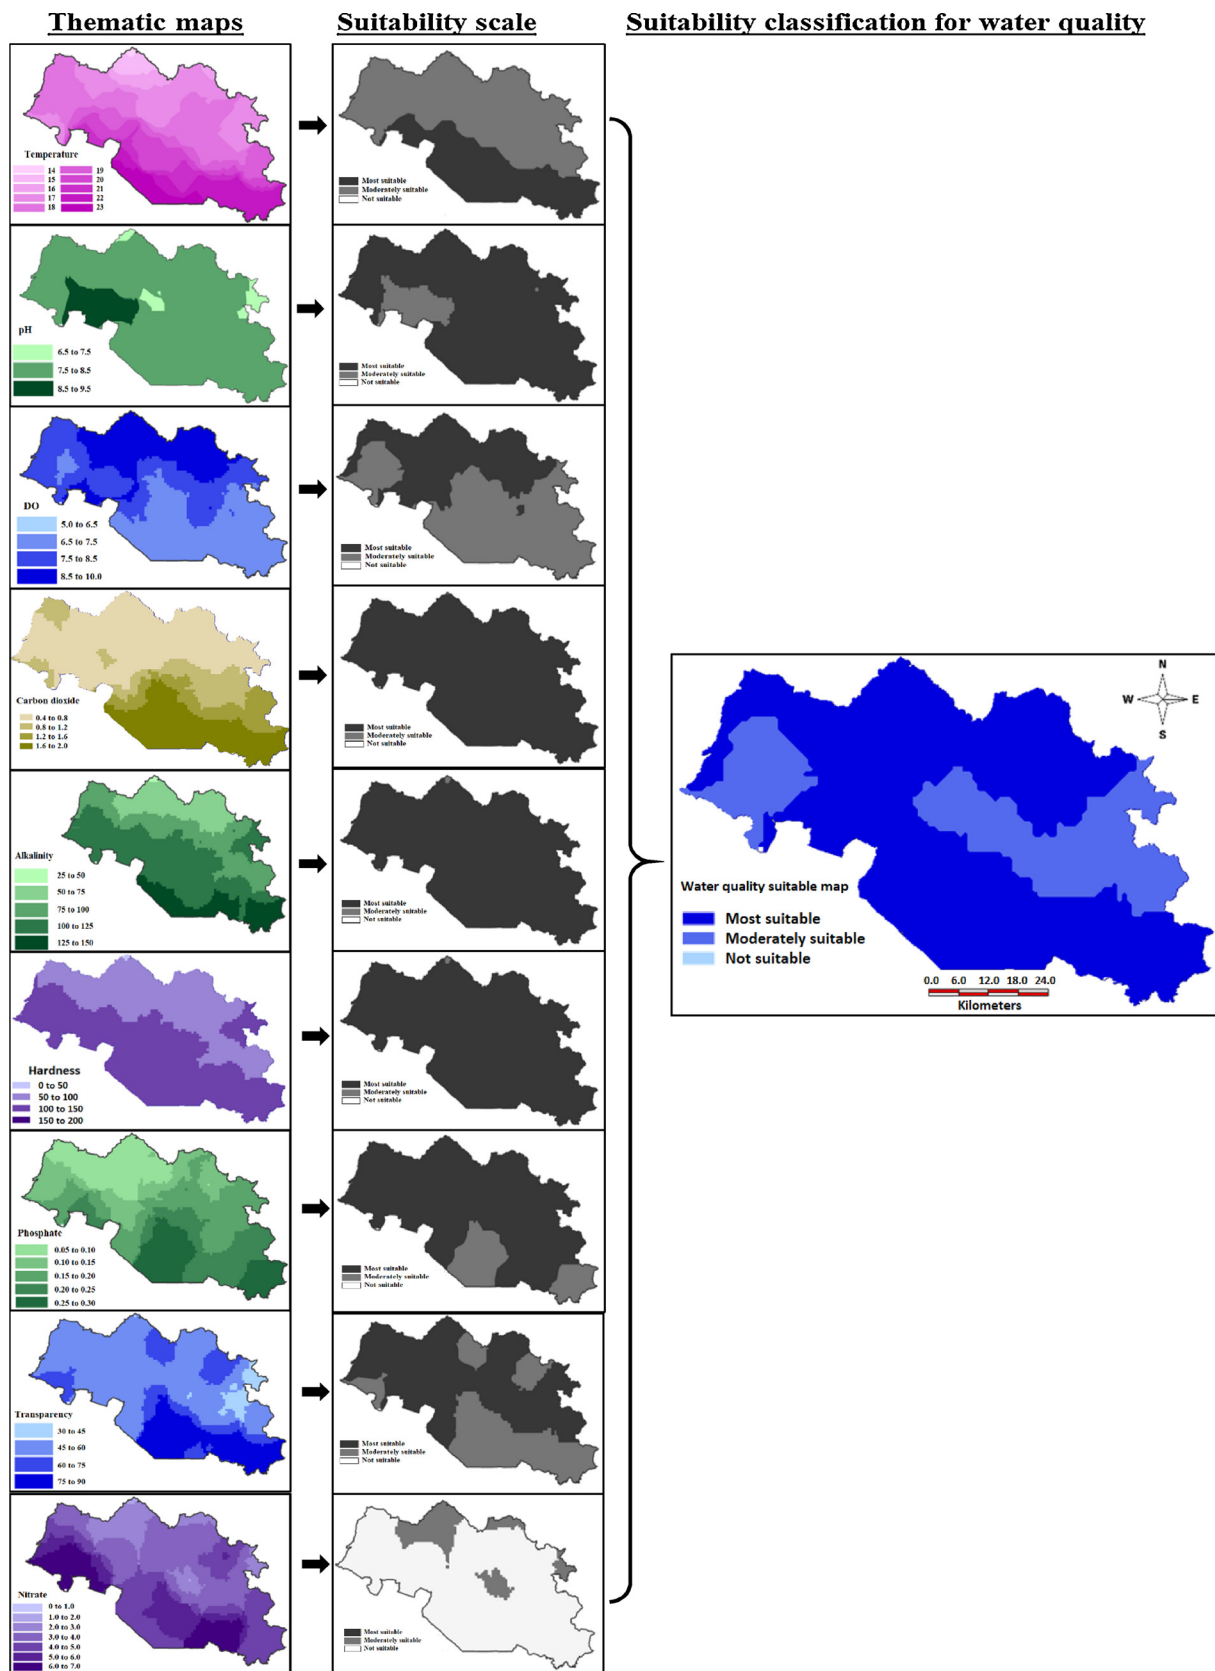 Thematic maps
Suitability scale
Suitability classification for water quality
Temperature
14 19
15 20
16 21
17 22
18 23
Most suitable
Moderately suitable
Not suitable
pH
6.5 to 7.5
7.5 to 8.5
8.5 to 9.5
Most suitable
Moderately suitable
Not suitable
DO
5.0 to 6.5
6.5 to 7.5
7.5 to 8.5
8.5 to 10.0
Most suitable
Moderately suitable
Not suitable
Carbon dioxide
0.4 to 0.8
0.8 to 1.2
1.2 to 1.6
1.6 to 2.0
Most suitable
Moderately suitable
Not suitable
Alkalinity
25 to 50
50 to 75
75 to 100
100 to 125
125 to 150
Most suitable
Moderately suitable
Not suitable
Hardness
0 to 50
50 to 100
100 to 150
150 to 200
Most suitable
Moderately suitable
Not suitable
Phosphate
0.05 to 0.10
0.10 to 0.15
0.15 to 0.20
0.20 to 0.25
0.25 to 0.30
Most suitable
Moderately suitable
Not suitable
Transparency
30 to 45
45 to 60
60 to 75
75 to 90
Most suitable
Moderately suitable
Not suitable
Nitrate
0 to 1.0
1.0 to 2.0
2.0 to 3.0
3.0 to 4.0
4.0 to 5.0
5.0 to 6.0
6.0 to 7.0
Most suitable
Moderately suitable
Not suitable
N
W E
S
Water quality suitable map
Most suitable
Moderately suitable
Not suitable
0.0 6.0 12.0 18.0 24.0
Kilometers